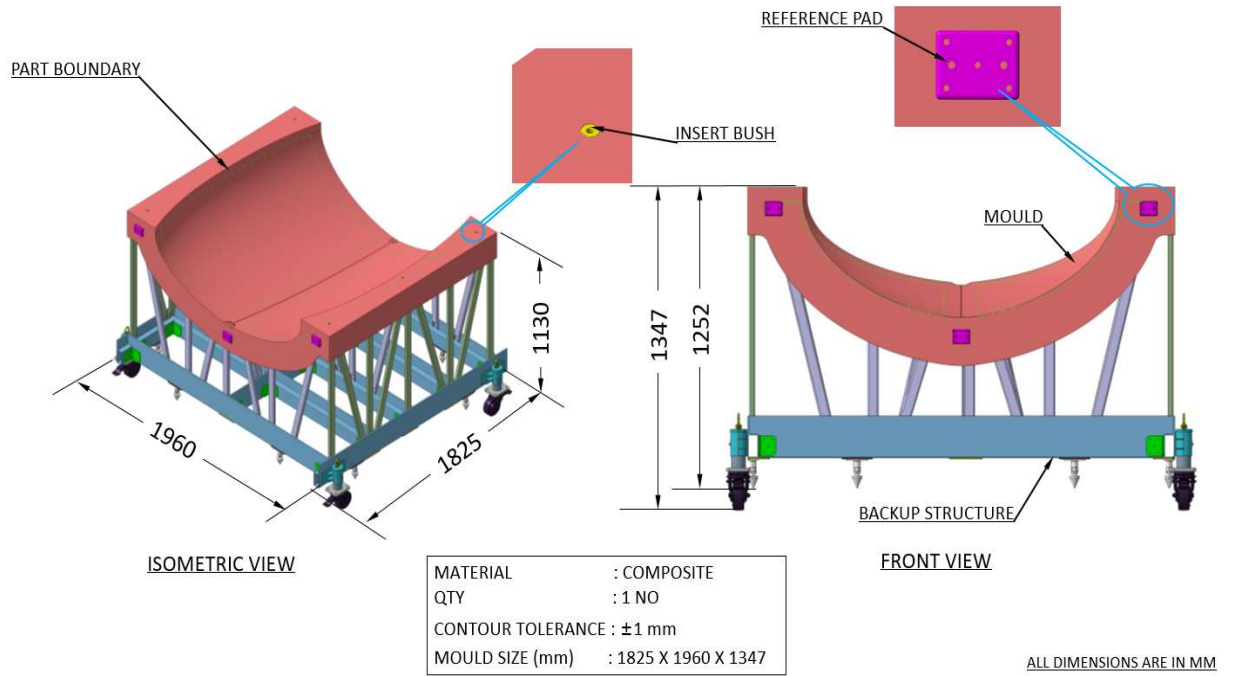 REFERENCE PAD
PART BOUNDARY
INSERT BUSH
MOULD
1130
1347
1252
1960
1825
BACKUP STRUCTURE
ISOMETRIC VIEW
FRONT VIEW
MATERIAL : COMPOSITE
QTY : 1 NO
CONTOUR TOLERANCE : ±1 mm
MOULD SIZE (mm) : 1825 X 1960 X 1347
ALL DIMENSIONS ARE IN MM